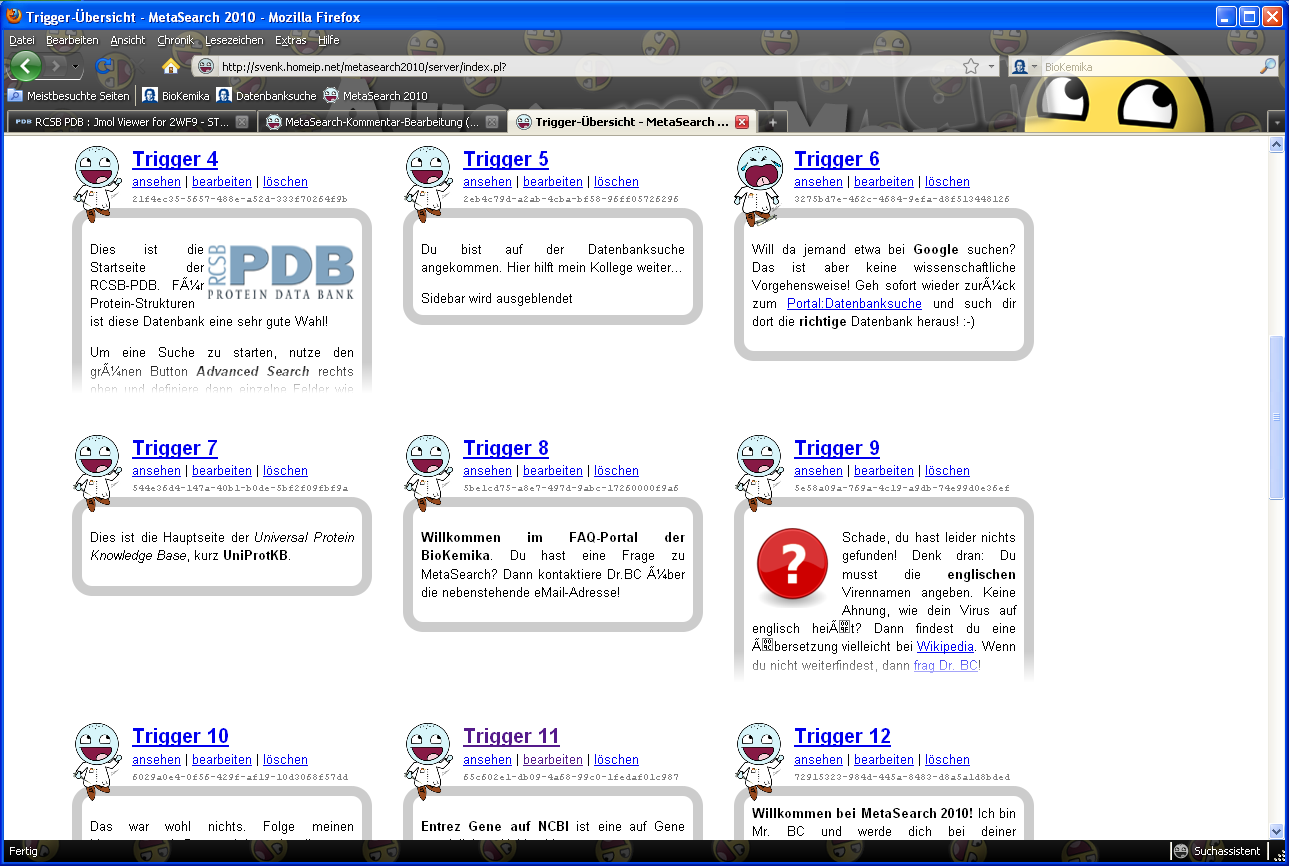 Trigger-Übersicht - MetaSearch 2010 - Mozilla Firefox
Datei Bearbeiten Ansicht Chronik Lesezeichen Extras Hilfe
http://svenk.homeip.net/metasearch2010/server/index.pl?
BioKemika
Meistbesuchte Seiten BioKemika Datenbanksuche MetaSearch 2010
PDB RCSB PDB : Jmol Viewer for 2WF9 - ST... MetaSearch-Kommentar-Bearbeitung (... Trigger-Übersicht - MetaSearch ...
Trigger 4
ansehen | bearbeiten | löschen
21f4ec35-5657-488e-a52d-333f70264f9b
Dies ist die
Startseite der
RCSB-PDB. FÃ¼r
Protein-Strukturen
ist diese Datenbank eine sehr gute Wahl!
RCSB PDB
PROTEIN DATA BANK
Um eine Suche zu starten, nutze den
grÃ¼nen Button Advanced Search rechts
oben und definiere dann einzelne Felder wie
Trigger 5
ansehen | bearbeiten | löschen
2eb4c79d-a2ab-4cba-bf58-96ff05726296
Du bist auf der Datenbanksuche
angekommen. Hier hilft mein Kollege weiter...
Sidebar wird ausgeblendet
Trigger 6
ansehen | bearbeiten | löschen
3275bd7e-462c-4684-9efa-d8f513448126
Will da jemand etwa bei Google suchen?
Das ist aber keine wissenschaftliche
Vorgehensweise! Geh sofort wieder zurÃ¼ck
zum Portal:Datenbanksuche und such dir
dort die richtige Datenbank heraus! :-)
Trigger 7
ansehen | bearbeiten | löschen
544e36d4-147a-40b1-b0de-5bf2f09fbf9a
Dies ist die Hauptseite der Universal Protein
Knowledge Base, kurz UniProtKB.
Trigger 8
ansehen | bearbeiten | löschen
5be1cd75-a8e7-497d-9abc-17260000f9a6
Willkommen im FAQ-Portal der
BioKemika. Du hast eine Frage zu
MetaSearch? Dann kontaktiere Dr.BC Ã¼ber
die nebenstehende eMail-Adresse!
Trigger 9
ansehen | bearbeiten | löschen
5e58a09a-769a-4c19-a9db-74e99d0e36ef
?
Schade, du hast leider nichts
gefunden! Denk dran: Du
musst die englischen
Virennamen angeben. Keine
Ahnung, wie dein Virus auf
englisch heiÃt? Dann findest du eine
Ãbersetzung vielleicht bei Wikipedia. Wenn
du nicht weiterfindest, dann frag Dr. BC!
Trigger 10
ansehen | bearbeiten | löschen
6029a0e4-0f56-429f-af19-10d3068f57dd
Das war wohl nichts. Folge meinen
Trigger 11
ansehen | bearbeiten | löschen
65c602e1-db09-4a68-99c0-1fedaf01c987
Entrez Gene auf NCBI ist eine auf Gene
Trigger 12
ansehen | bearbeiten | löschen
72915323-984d-445a-8483-d8a5a1d8bded
Willkommen bei MetaSearch 2010! Ich bin
Mr. BC und werde dich bei deiner
Fertig
Suchassistent